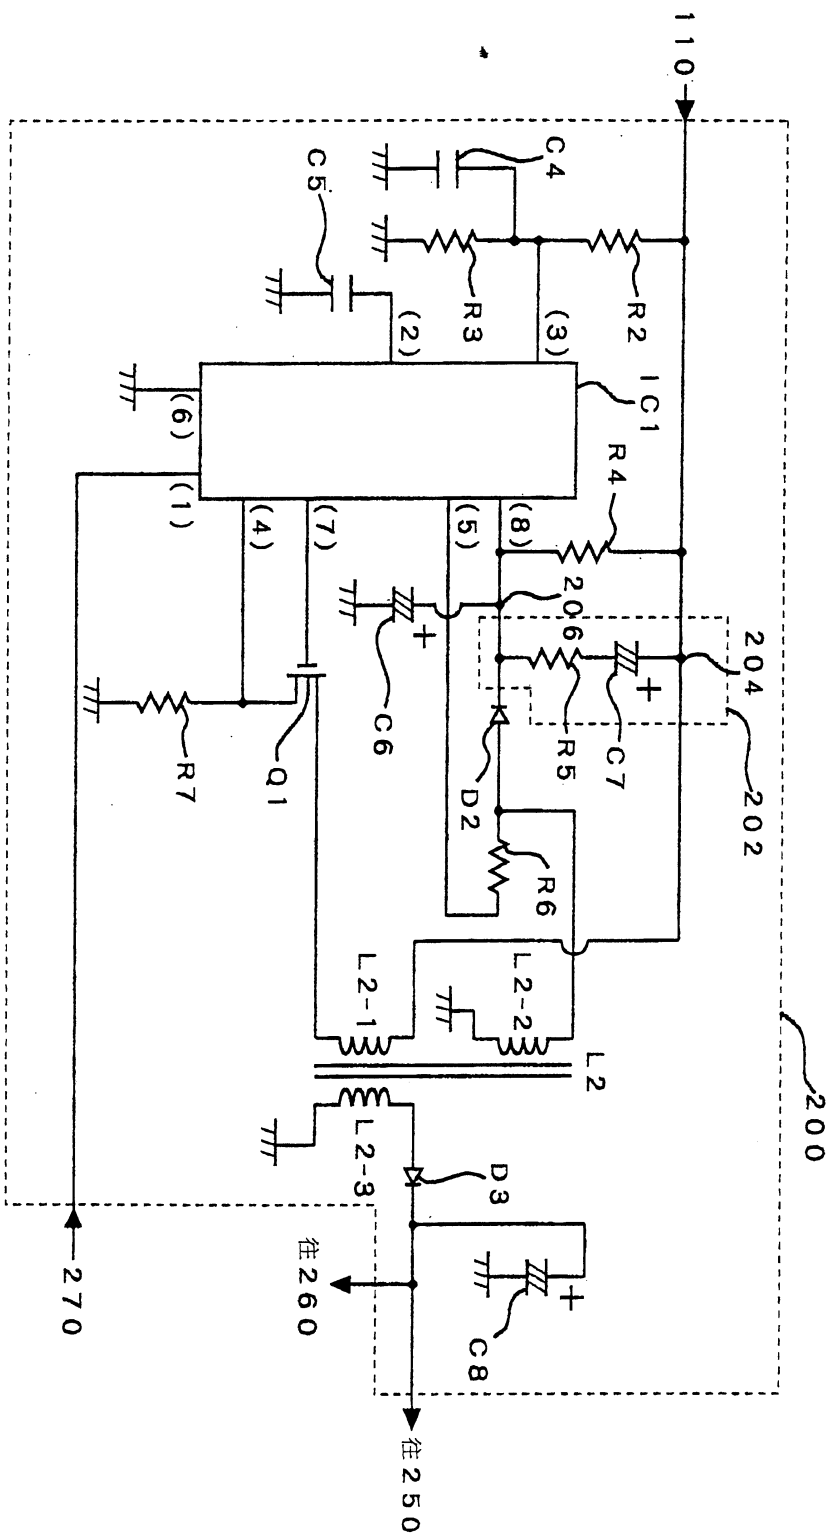 110
200
202
204
C7
R5
206
R4
R2
(3)
IC1
C4
R3
C5
(2)
(6)
(1)
(4)
(7)
(5)
(8)
C6
+
+
D2
R6
Q1
R7
L2-1
L2-2
L2
L2-3
D3
C8
+
270
往260
往250